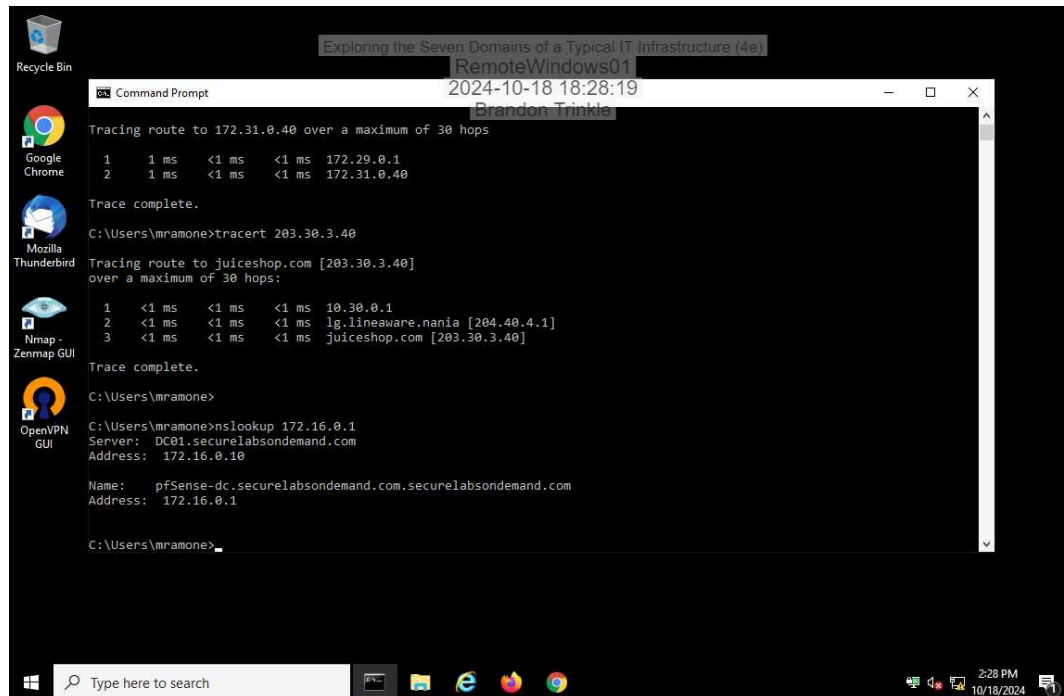 Recycle Bin
Exploring the Seven Domains of a Typical IT Infrastructure (4e)
RemoteWindows01
2024-10-18 18:28:19
Brandon Trinkle
Command Prompt
Tracing route to 172.31.0.40 over a maximum of 30 hops
1 1 ms <1 ms <1 ms 172.29.0.1
2 1 ms <1 ms <1 ms 172.31.0.40
Trace complete.
C:\Users\mramone>tracert 203.30.3.40
Tracing route to juiceshop.com [203.30.3.40]
over a maximum of 30 hops:
1 <1 ms <1 ms <1 ms 10.30.0.1
2 <1 ms <1 ms <1 ms lg.lineaware.nania [204.40.4.1]
3 <1 ms <1 ms <1 ms juiceshop.com [203.30.3.40]
Trace complete.
C:\Users\mramone>
C:\Users\mramone>nslookup 172.16.0.1
Server: DC01.securelabsondemand.com
Address: 172.16.0.10
Name: pfSense-dc.securelabsondemand.com.securelabsondemand.com
Address: 172.16.0.1
C:\Users\mramone>
Google
Chrome
Mozilla
Thunderbird
Nmap -
Zenmap GUI
OpenVPN
GUI
Type here to search
2:28 PM
10/18/2024